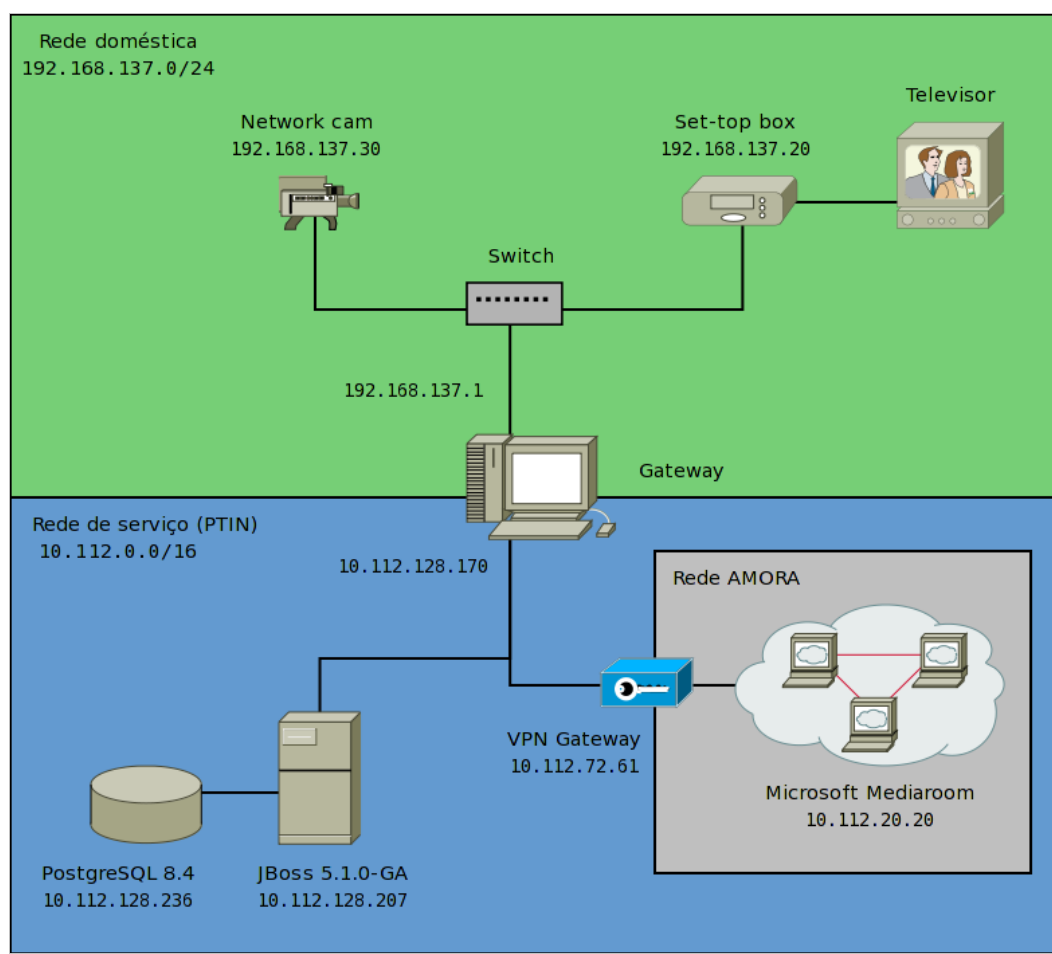 Rede doméstica
192.168.137.0/24
Televisor
Network cam
192.168.137.30
Set-top box
192.168.137.20
Switch
192.168.137.1
Gateway
Rede de serviço (PTIN)
10.112.0.0/16
10.112.128.170
Rede AMORA
VPN Gateway
10.112.72.61
Microsoft Mediaroom
10.112.20.20
PostgreSQL 8.4
10.112.128.236
JBoss 5.1.0-GA
10.112.128.207